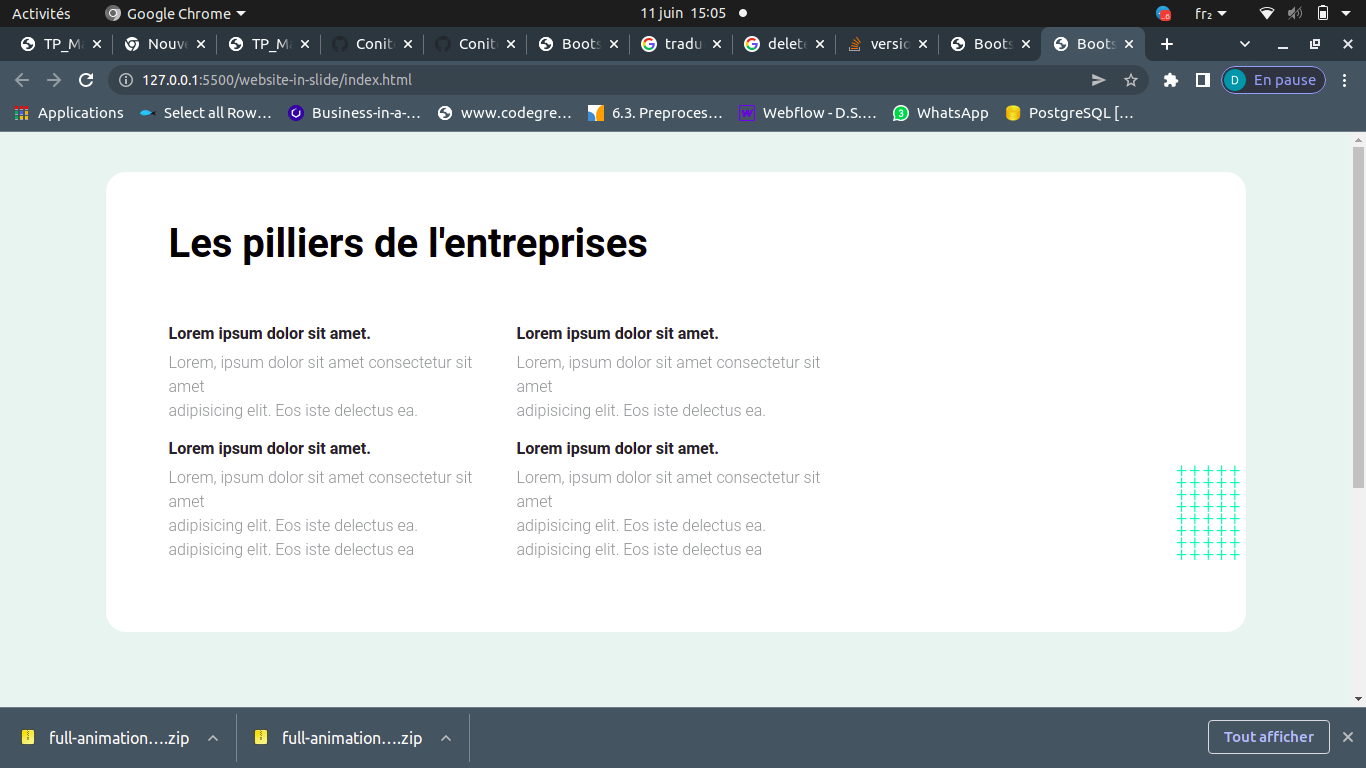 Activités Google Chrome 11 juin 15:05 fr₂
TP_Ma Nouve TP_Ma Conito Conito Boots tradu delete versio Boots Boots
127.0.0.1:5500/website-in-slide/index.html D En pause
Applications Select all Row... Business-in-a-... www.codegre... 6.3. Preproces... Webflow - D.S.... 3 WhatsApp PostgreSQL [...
Les pilliers de l'entreprises
Lorem ipsum dolor sit amet.
Lorem, ipsum dolor sit amet consectetur sit
amet
adipisicing elit. Eos iste delectus ea.
Lorem ipsum dolor sit amet.
Lorem, ipsum dolor sit amet consectetur sit
amet
adipisicing elit. Eos iste delectus ea.
Lorem ipsum dolor sit amet.
Lorem, ipsum dolor sit amet consectetur sit
amet
adipisicing elit. Eos iste delectus ea.
adipisicing elit. Eos iste delectus ea
Lorem ipsum dolor sit amet.
Lorem, ipsum dolor sit amet consectetur sit
amet
adipisicing elit. Eos iste delectus ea.
adipisicing elit. Eos iste delectus ea
full-animation....zip full-animation....zip Tout afficher